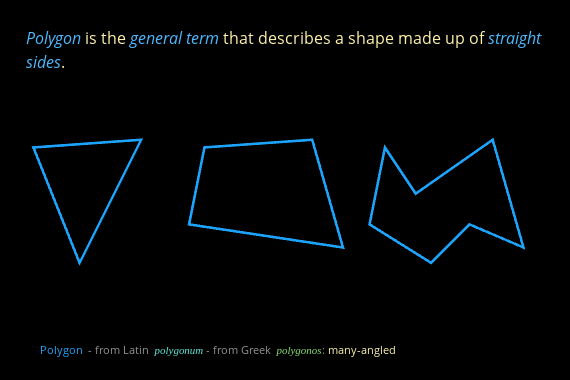 Polygon is the general term that describes a shape made up of straight
sides.
Polygon - from Latin polygonum - from Greek polygonos: many-angled